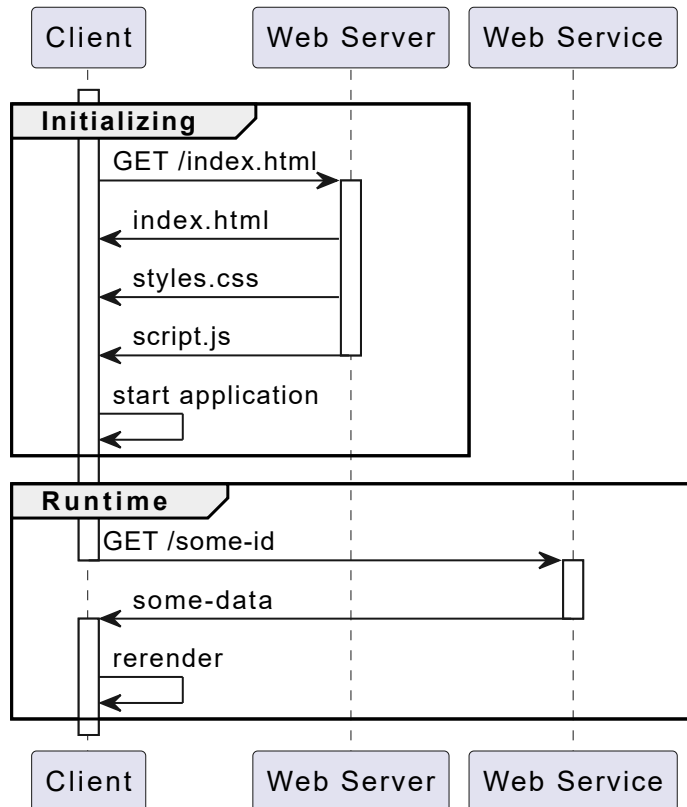 Client Web Server Web Service
Initializing
GET /index.html
index.html
styles.css
script.js
start application
Runtime
GET /some-id
some-data
rerender
Client Web Server Web Service